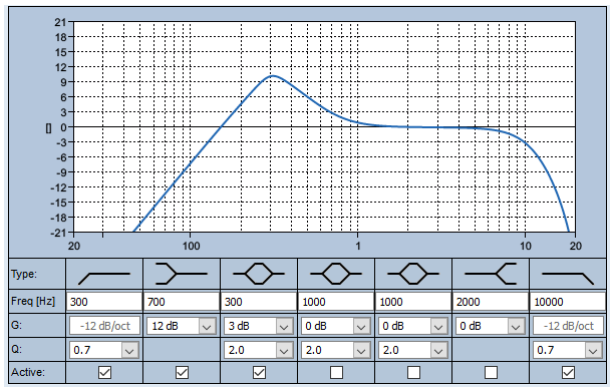 21
18
15
12
9
6
3
[] 0
-3
-6
-9
-12
-15
-18
-21
20 100 1 10 20
Type:
Freq [Hz] 300 700 300 1000 1000 2000 10000
G: -12 dB/oct 12 dB 3 dB 0 dB 0 dB 0 dB -12 dB/oct
Q: 0.7 2.0 2.0 2.0 0.7
Active: